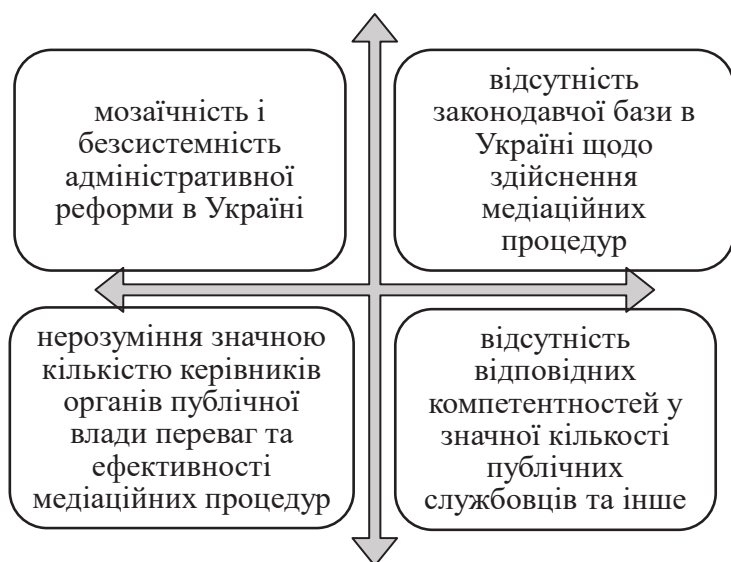 мозаїчність і
безсистемність
адміністративної
реформи в Україні
відсутність
законодавчої бази в
Україні щодо
здійснення
медіаційних
процедур
нерозуміння значною
кількістю керівників
органів публічної
влади переваг та
ефективності
медіаційних процедур
відсутність
відповідних
компетентностей у
значної кількості
публічних
службовців та інше